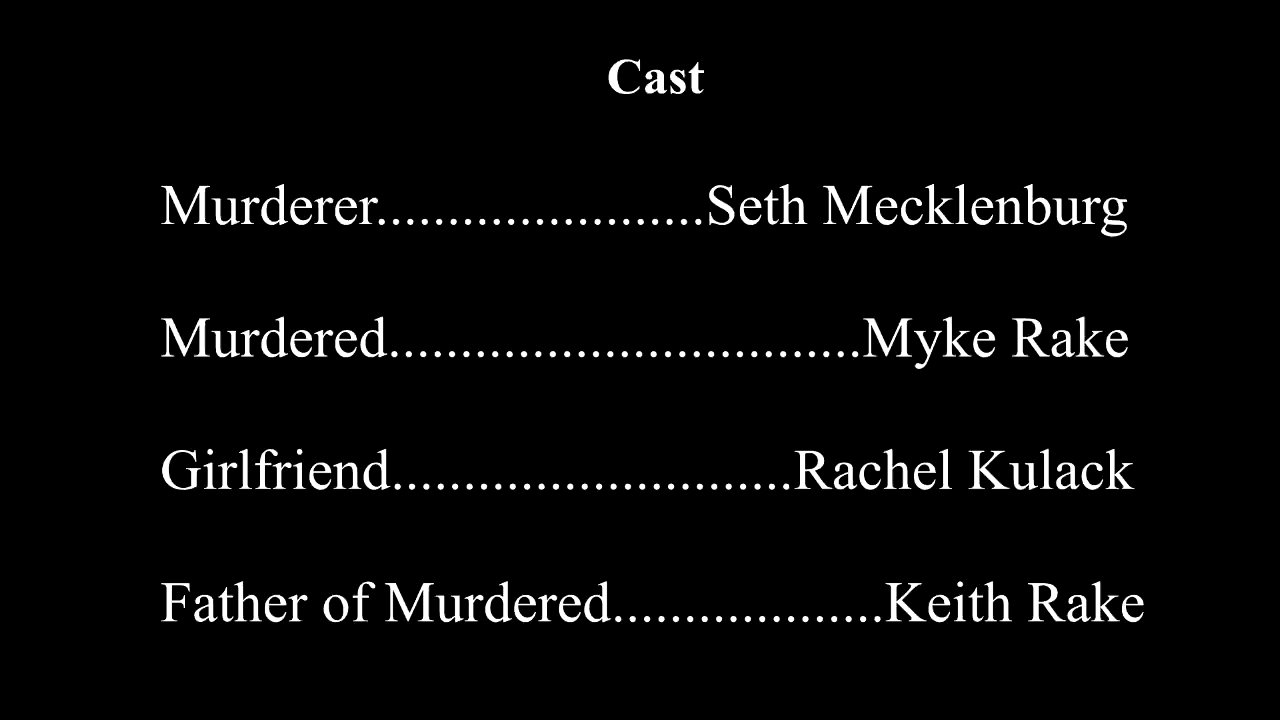 Cast
Murderer.......................Seth Mecklenburg
Murdered.................................Myke Rake
Girlfriend............................Rachel Kulack
Father of Murdered...................Keith Rake